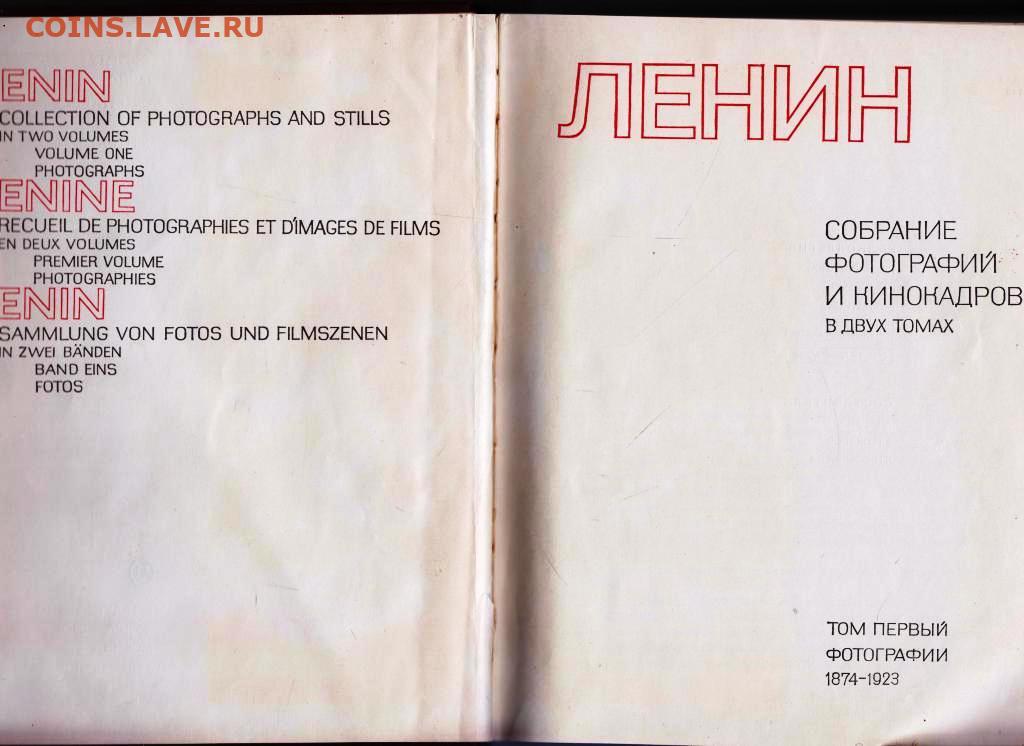 COINS.LAVE.RU
ENIN
COLLECTION OF PHOTOGRAPHS AND STILLS
IN TWO VOLUMES
VOLUME ONE
PHOTOGRAPHS
ENINE
RECUEIL DE PHOTOGRAPHIES ET D'IMAGES DE FILMS
EN DEUX VOLUMES
PREMIER VOLUME
PHOTOGRAPHIES
ENIN
SAMMLUNG VON FOTOS UND FILMSZENEN
IN ZWEI BÄNDEN
BAND EINS
FOTOS
ЛЕНИН
СОБРАНИЕ
ФОТОГРАФИЙ
И КИНОКАДРОВ
В ДВУХ ТОМАХ
ТОМ ПЕРВЫЙ
ФОТОГРАФИИ
1874-1923